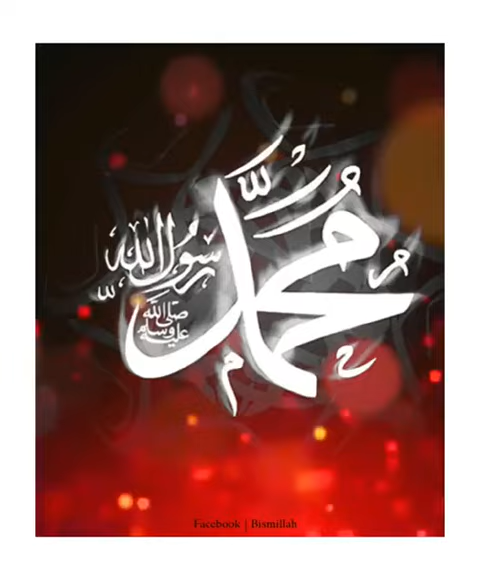 محمد
رسول الله
صلى الله
عليه وسلم
Facebook | Bismillah